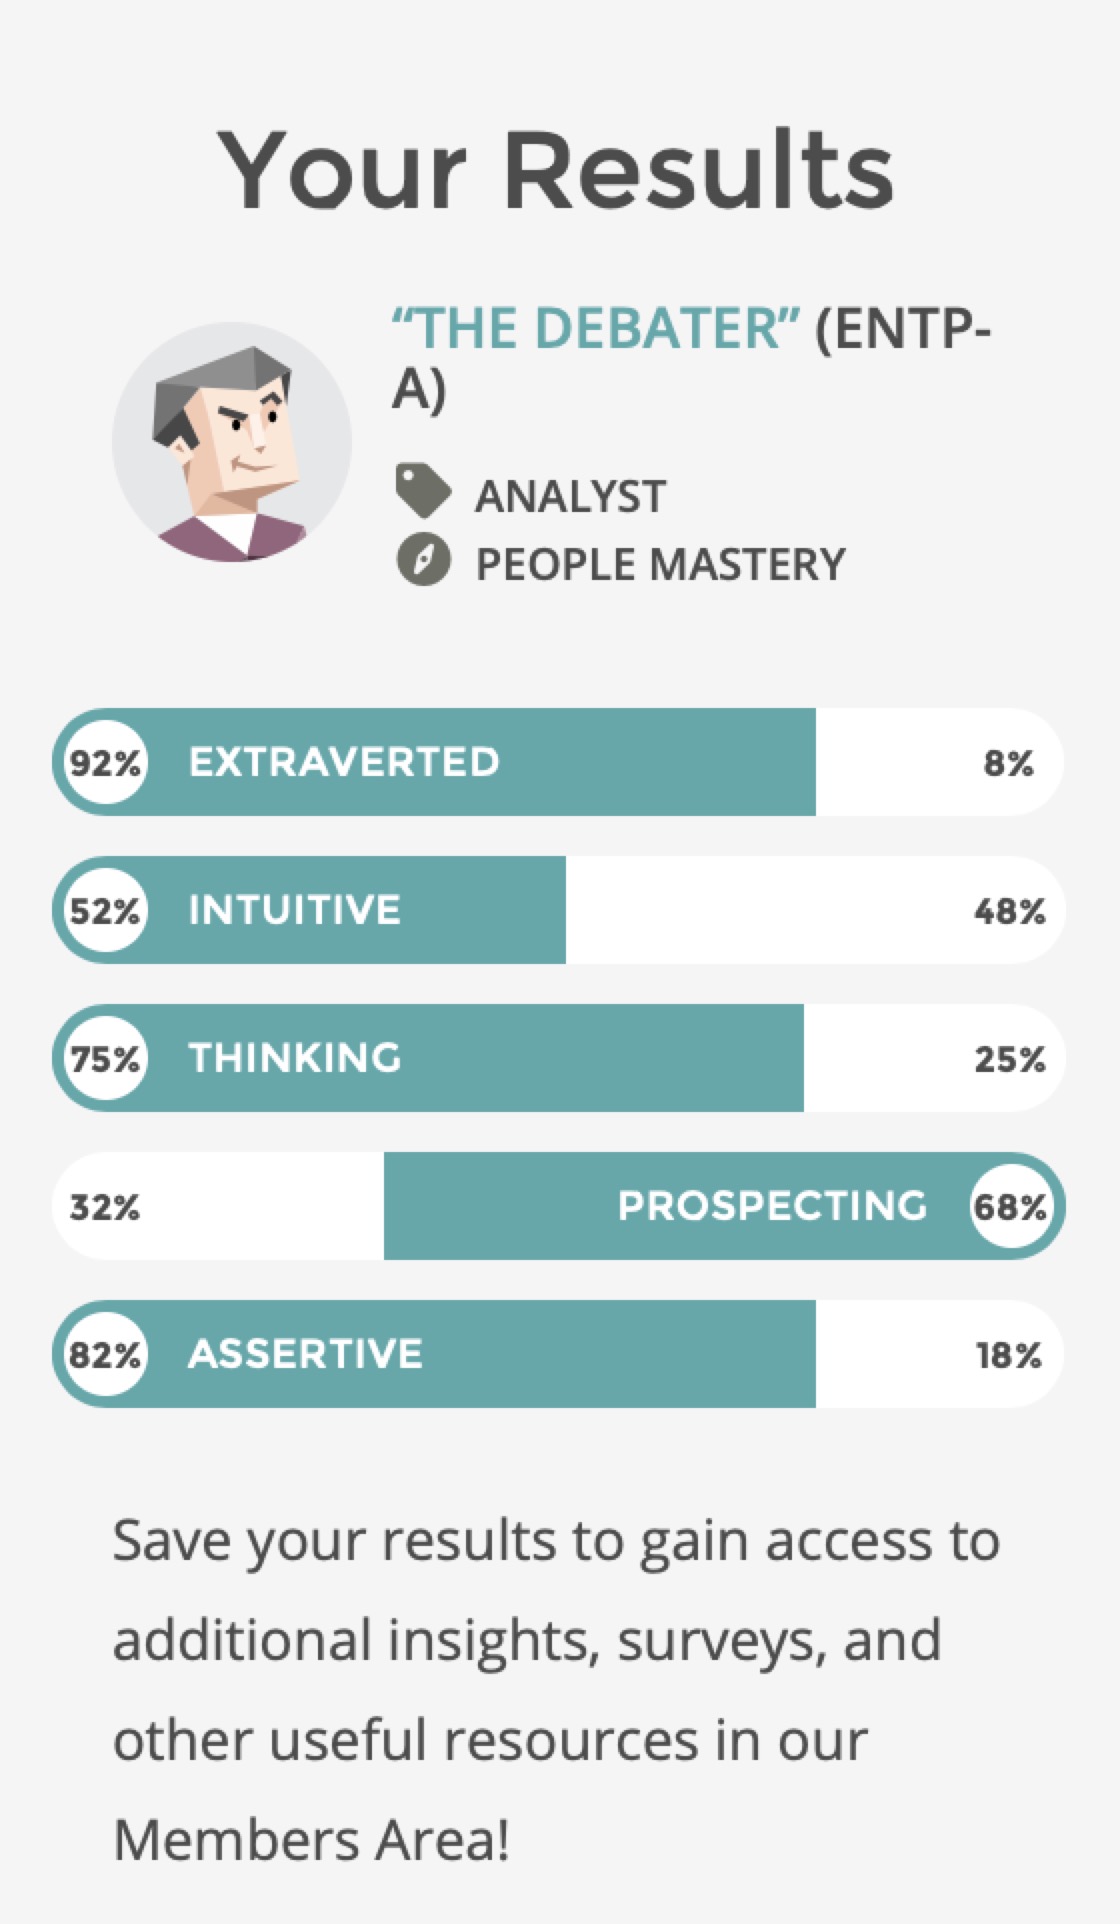 Your Results
“THE DEBATER” (ENTP-
A)
ANALYST
PEOPLE MASTERY
92% EXTRAVERTED 8%
52% INTUITIVE 48%
75% THINKING 25%
32% PROSPECTING 68%
82% ASSERTIVE 18%
Save your results to gain access to
additional insights, surveys, and
other useful resources in our
Members Area!